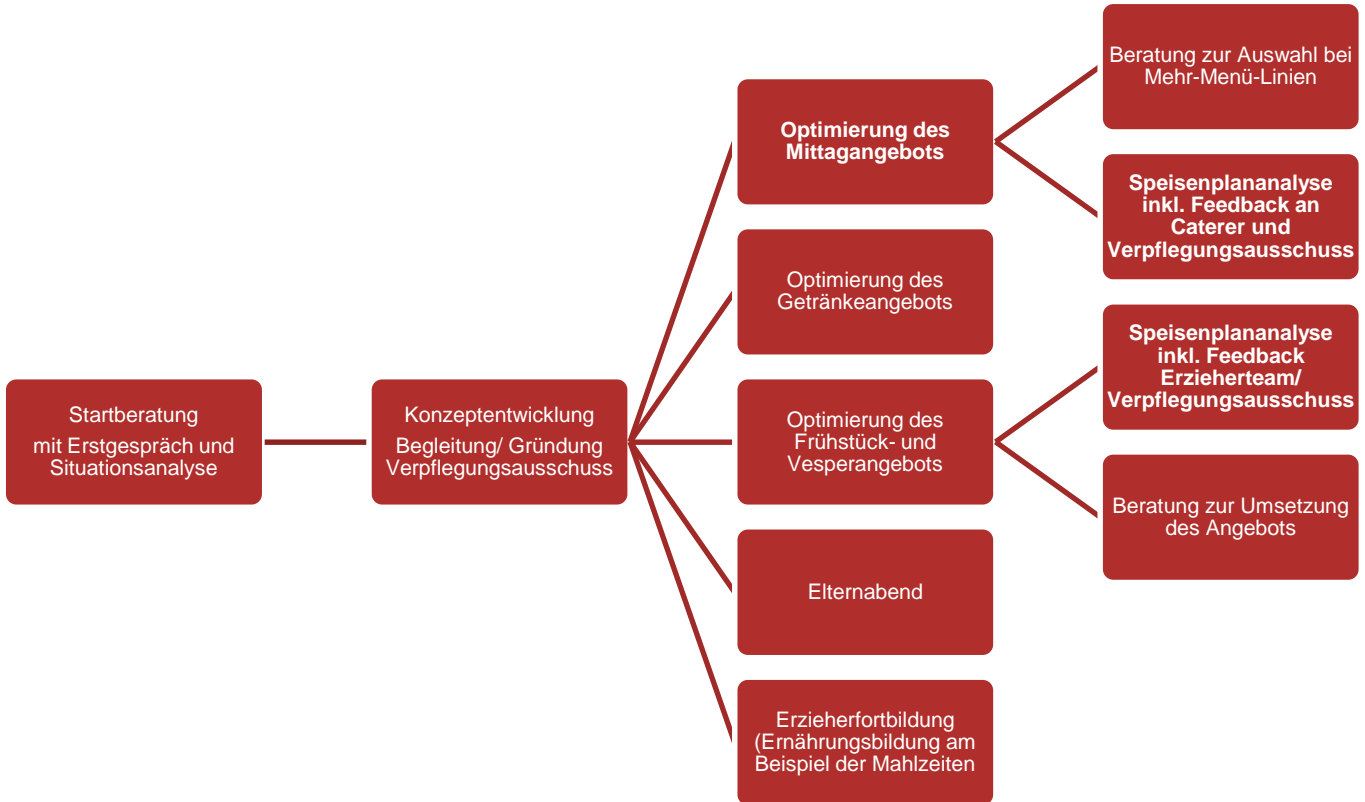 Startberatung
mit Erstgespräch und
Situationsanalyse
Konzeptentwicklung
Begleitung/ Gründung
Verpflegungsausschuss
Optimierung des
Mittagangebots
Beratung zur Auswahl bei
Mehr-Menü-Linien
Speisenplananalyse
inkl. Feedback an
Caterer und
Verpflegungsausschuss
Optimierung des
Getränkeangebots
Optimierung des
Frühstück- und
Vesperangebots
Speisenplananalyse
inkl. Feedback
Erzieherteam/
Verpflegungsausschuss
Beratung zur Umsetzung
des Angebots
Elternabend
Erzieherfortbildung
(Ernährungsbildung am
Beispiel der Mahlzeiten